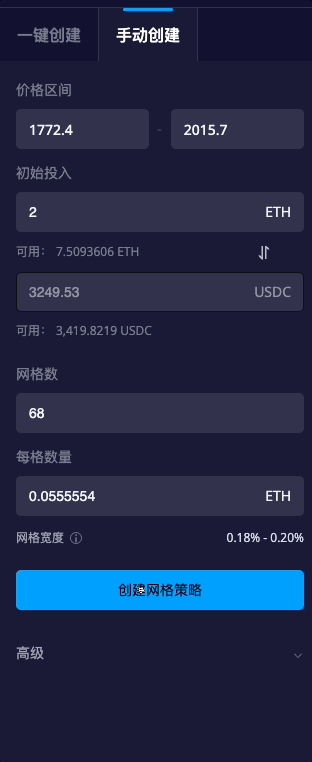 一键创建 手动创建
价格区间
1772.4 - 2015.7
初始投入
2 ETH
可用： 7.5093606 ETH
3249.53 USDC
可用： 3,419.8219 USDC
网格数
68
每格数量
0.0555554 ETH
网格宽度 0.18% - 0.20%
创建网格策略
高级